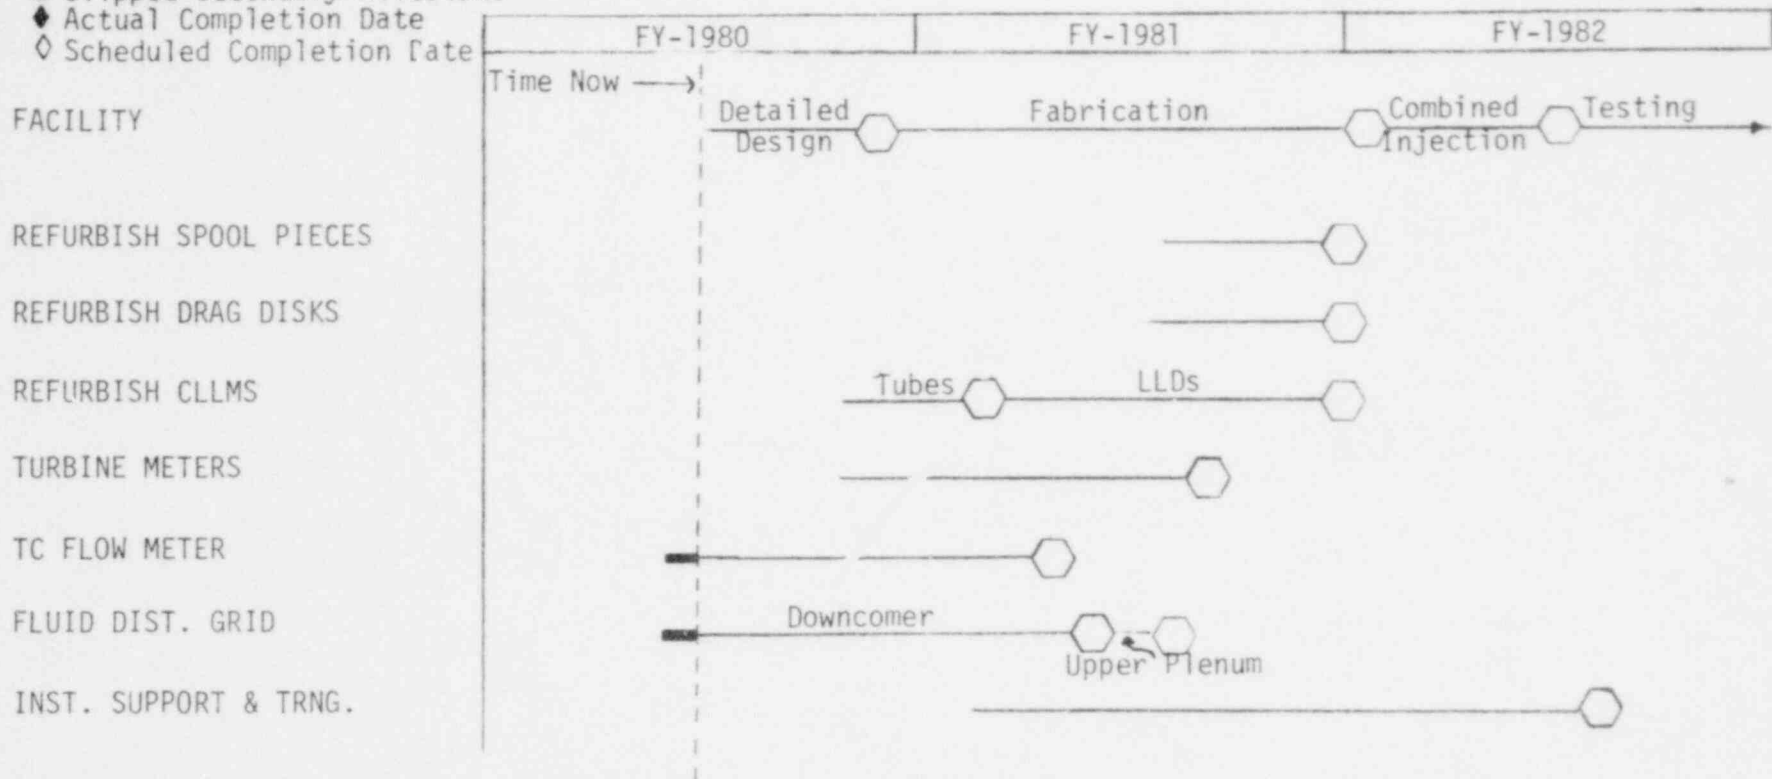 Actual Completion Date
Scheduled Completion Date
FY-1980 FY-1981 FY-1982
Time Now
FACILITY Detailed Design Fabrication Combined Injection Testing
REFURBISH SPOOL PIECES
REFURBISH DRAG DISKS
REFURBISH CLLMS Tubes LLDs
TURBINE METERS
TC FLOW METER
FLUID DIST. GRID Downcomer
Upper Plenum
INST. SUPPORT & TRNG.